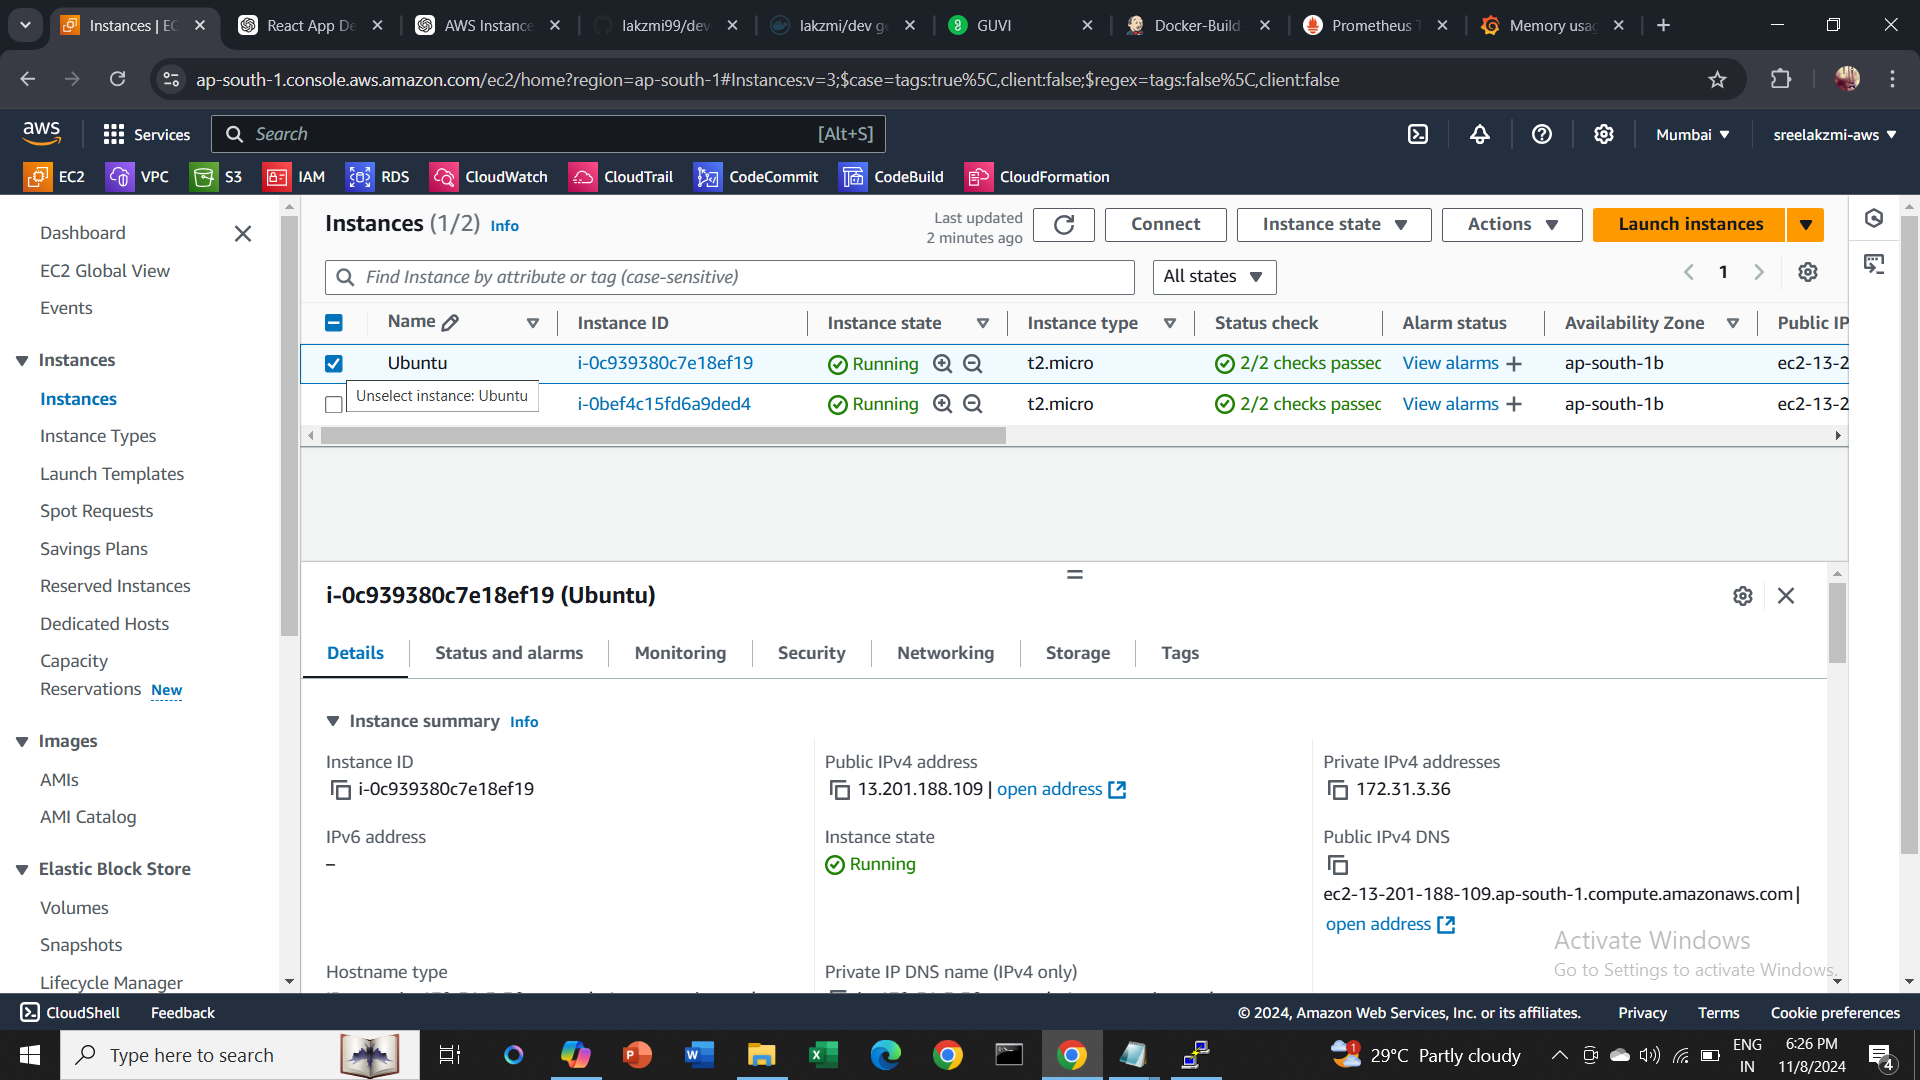 Instances | EC
React App De
AWS Instance
lakzmi99/dev
lakzmi/dev ge
GUVI
Docker-Build
Prometheus T
Memory usag
ap-south-1.console.aws.amazon.com/ec2/home?region=ap-south-1#Instances:v=3;$case=tags:true%5C,client:false;$regex=tags:false%5C,client:false
aws
Services
Search
[Alt+S]
Mumbai
sreelakzmi-aws
EC2
VPC
S3
IAM
RDS
CloudWatch
CloudTrail
CodeCommit
CodeBuild
CloudFormation
Dashboard
EC2 Global View
Events
Instances
Instances
Instance Types
Launch Templates
Spot Requests
Savings Plans
Reserved Instances
Dedicated Hosts
Capacity
Reservations New
Images
AMIs
AMI Catalog
Elastic Block Store
Volumes
Snapshots
Lifecycle Manager
Instances (1/2) Info
Last updated
2 minutes ago
Connect
Instance state
Actions
Launch instances
Find Instance by attribute or tag (case-sensitive)
All states
1
Name Instance ID Instance state Instance type Status check Alarm status Availability Zone Public IP
Ubuntu i-0c939380c7e18ef19 Running t2.micro 2/2 checks passec View alarms + ap-south-1b ec2-13-2
Unselect instance: Ubuntu
i-0bef4c15fd6a9ded4 Running t2.micro 2/2 checks passec View alarms + ap-south-1b ec2-13-2
i-0c939380c7e18ef19 (Ubuntu)
Details
Status and alarms
Monitoring
Security
Networking
Storage
Tags
Instance summary Info
Instance ID
i-0c939380c7e18ef19
Public IPv4 address
13.201.188.109 | open address
Private IPv4 addresses
172.31.3.36
IPv6 address
–
Instance state
Running
Public IPv4 DNS
ec2-13-201-188-109.ap-south-1.compute.amazonaws.com |
open address
Hostname type
Private IP DNS name (IPv4 only)
Activate Windows
Go to Settings to activate Windows.
CloudShell
Feedback
© 2024, Amazon Web Services, Inc. or its affiliates.
Privacy
Terms
Cookie preferences
Type here to search
29°C Partly cloudy
ENG
IN
6:26 PM
11/8/2024
4